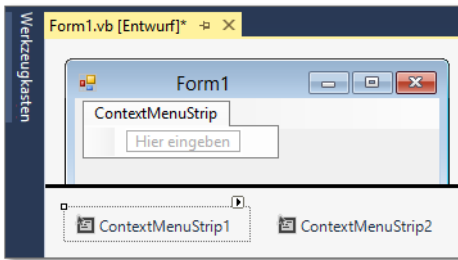 Werkzeugkasten
Form1.vb [Entwurf]*
Form1
ContextMenuStrip
Hier eingeben
ContextMenuStrip1 ContextMenuStrip2